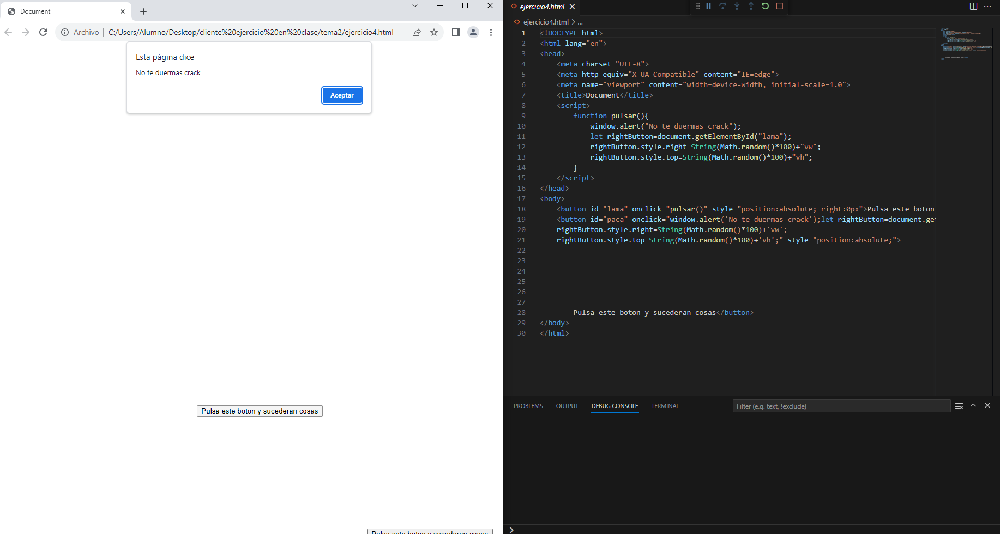 Document
Archivo
C:/Users/Alumno/Desktop/cliente%20ejercicio%20en%20clase/tema2/ejercicio4.html
Esta página dice
No te duermas crack
Aceptar
Pulsa este boton y sucederan cosas
Pulsa este boton y sucederan cosas
ejercicio4.html
ejercicio4.html > ...
1 <!DOCTYPE html>
2 <html lang="en">
3 <head>
4 <meta charset="UTF-8">
5 <meta http-equiv="X-UA-Compatible" content="IE=edge">
6 <meta name="viewport" content="width=device-width, initial-scale=1.0">
7 <title>Document</title>
8 <script>
9 function pulsar(){
10 window.alert("No te duermas crack");
11 let rightButton=document.getElementById("lama");
12 rightButton.style.right=String(Math.random()*100)+"vw";
13 rightButton.style.top=String(Math.random()*100)+"vh";
14 }
15 </script>
16 </head>
17 <body>
18 <button id="lama" onclick="pulsar()" style="position:absolute; right:0px">Pulsa este boton
19 <button id="paca" onclick="window.alert('No te duermas crack');let rightButton=document.get
20 rightButton.style.right=String(Math.random()*100)+'vw';
21 rightButton.style.top=String(Math.random()*100)+'vh';" style="position:absolute;">
22
23
24
25
26
27
28 Pulsa este boton y sucederan cosas</button>
29 </body>
30 </html>
PROBLEMS OUTPUT DEBUG CONSOLE TERMINAL
Filter (e.g. text, !exclude)